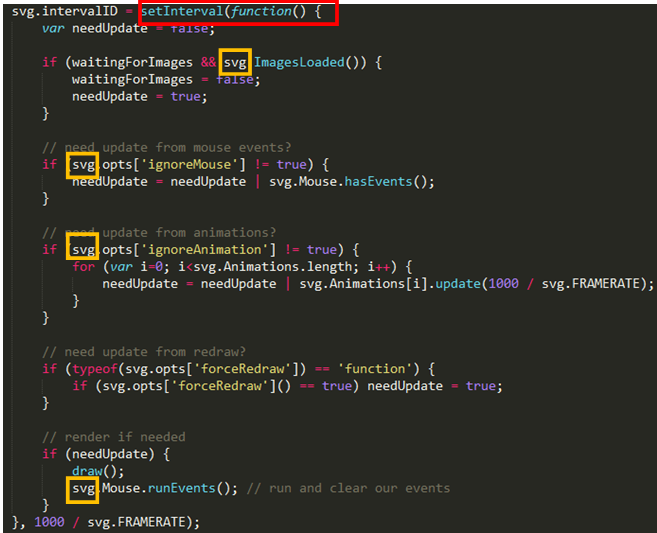 svg.intervalID = setInterval(function() {
var needUpdate = false;
if (waitingForImages && svg.ImagesLoaded()) {
waitingForImages = false;
needUpdate = true;
}
// need update from mouse events?
if (svg.opts['ignoreMouse'] != true) {
needUpdate = needUpdate | svg.Mouse.hasEvents();
}
// need update from animations?
if (svg.opts['ignoreAnimation'] != true) {
for (var i=0; i<svg.Animations.length; i++) {
needUpdate = needUpdate | svg.Animations[i].update(1000 / svg.FRAMERATE);
}
}
// need update from redraw?
if (typeof(svg.opts['forceRedraw']) == 'function') {
if (svg.opts['forceRedraw']() == true) needUpdate = true;
}
// render if needed
if (needUpdate) {
draw();
svg.Mouse.runEvents(); // run and clear our events
}
}, 1000 / svg.FRAMERATE);